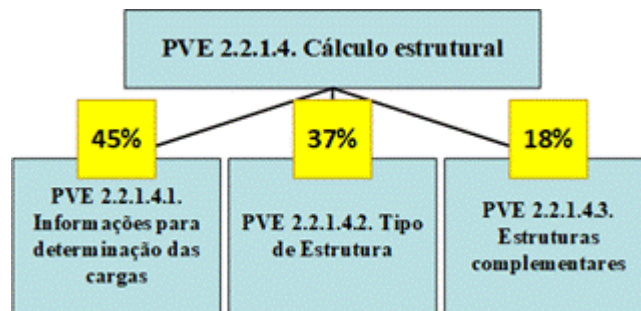 PVE 2.2.1.4. Cálculo estrutural
45%
37%
18%
PVE 2.2.1.4.1.
Informações para
determinação das
cargas
PVE 2.2.1.4.2. Tipo
de Estrutura
PVE 2.2.1.4.3.
Estruturas
complementares